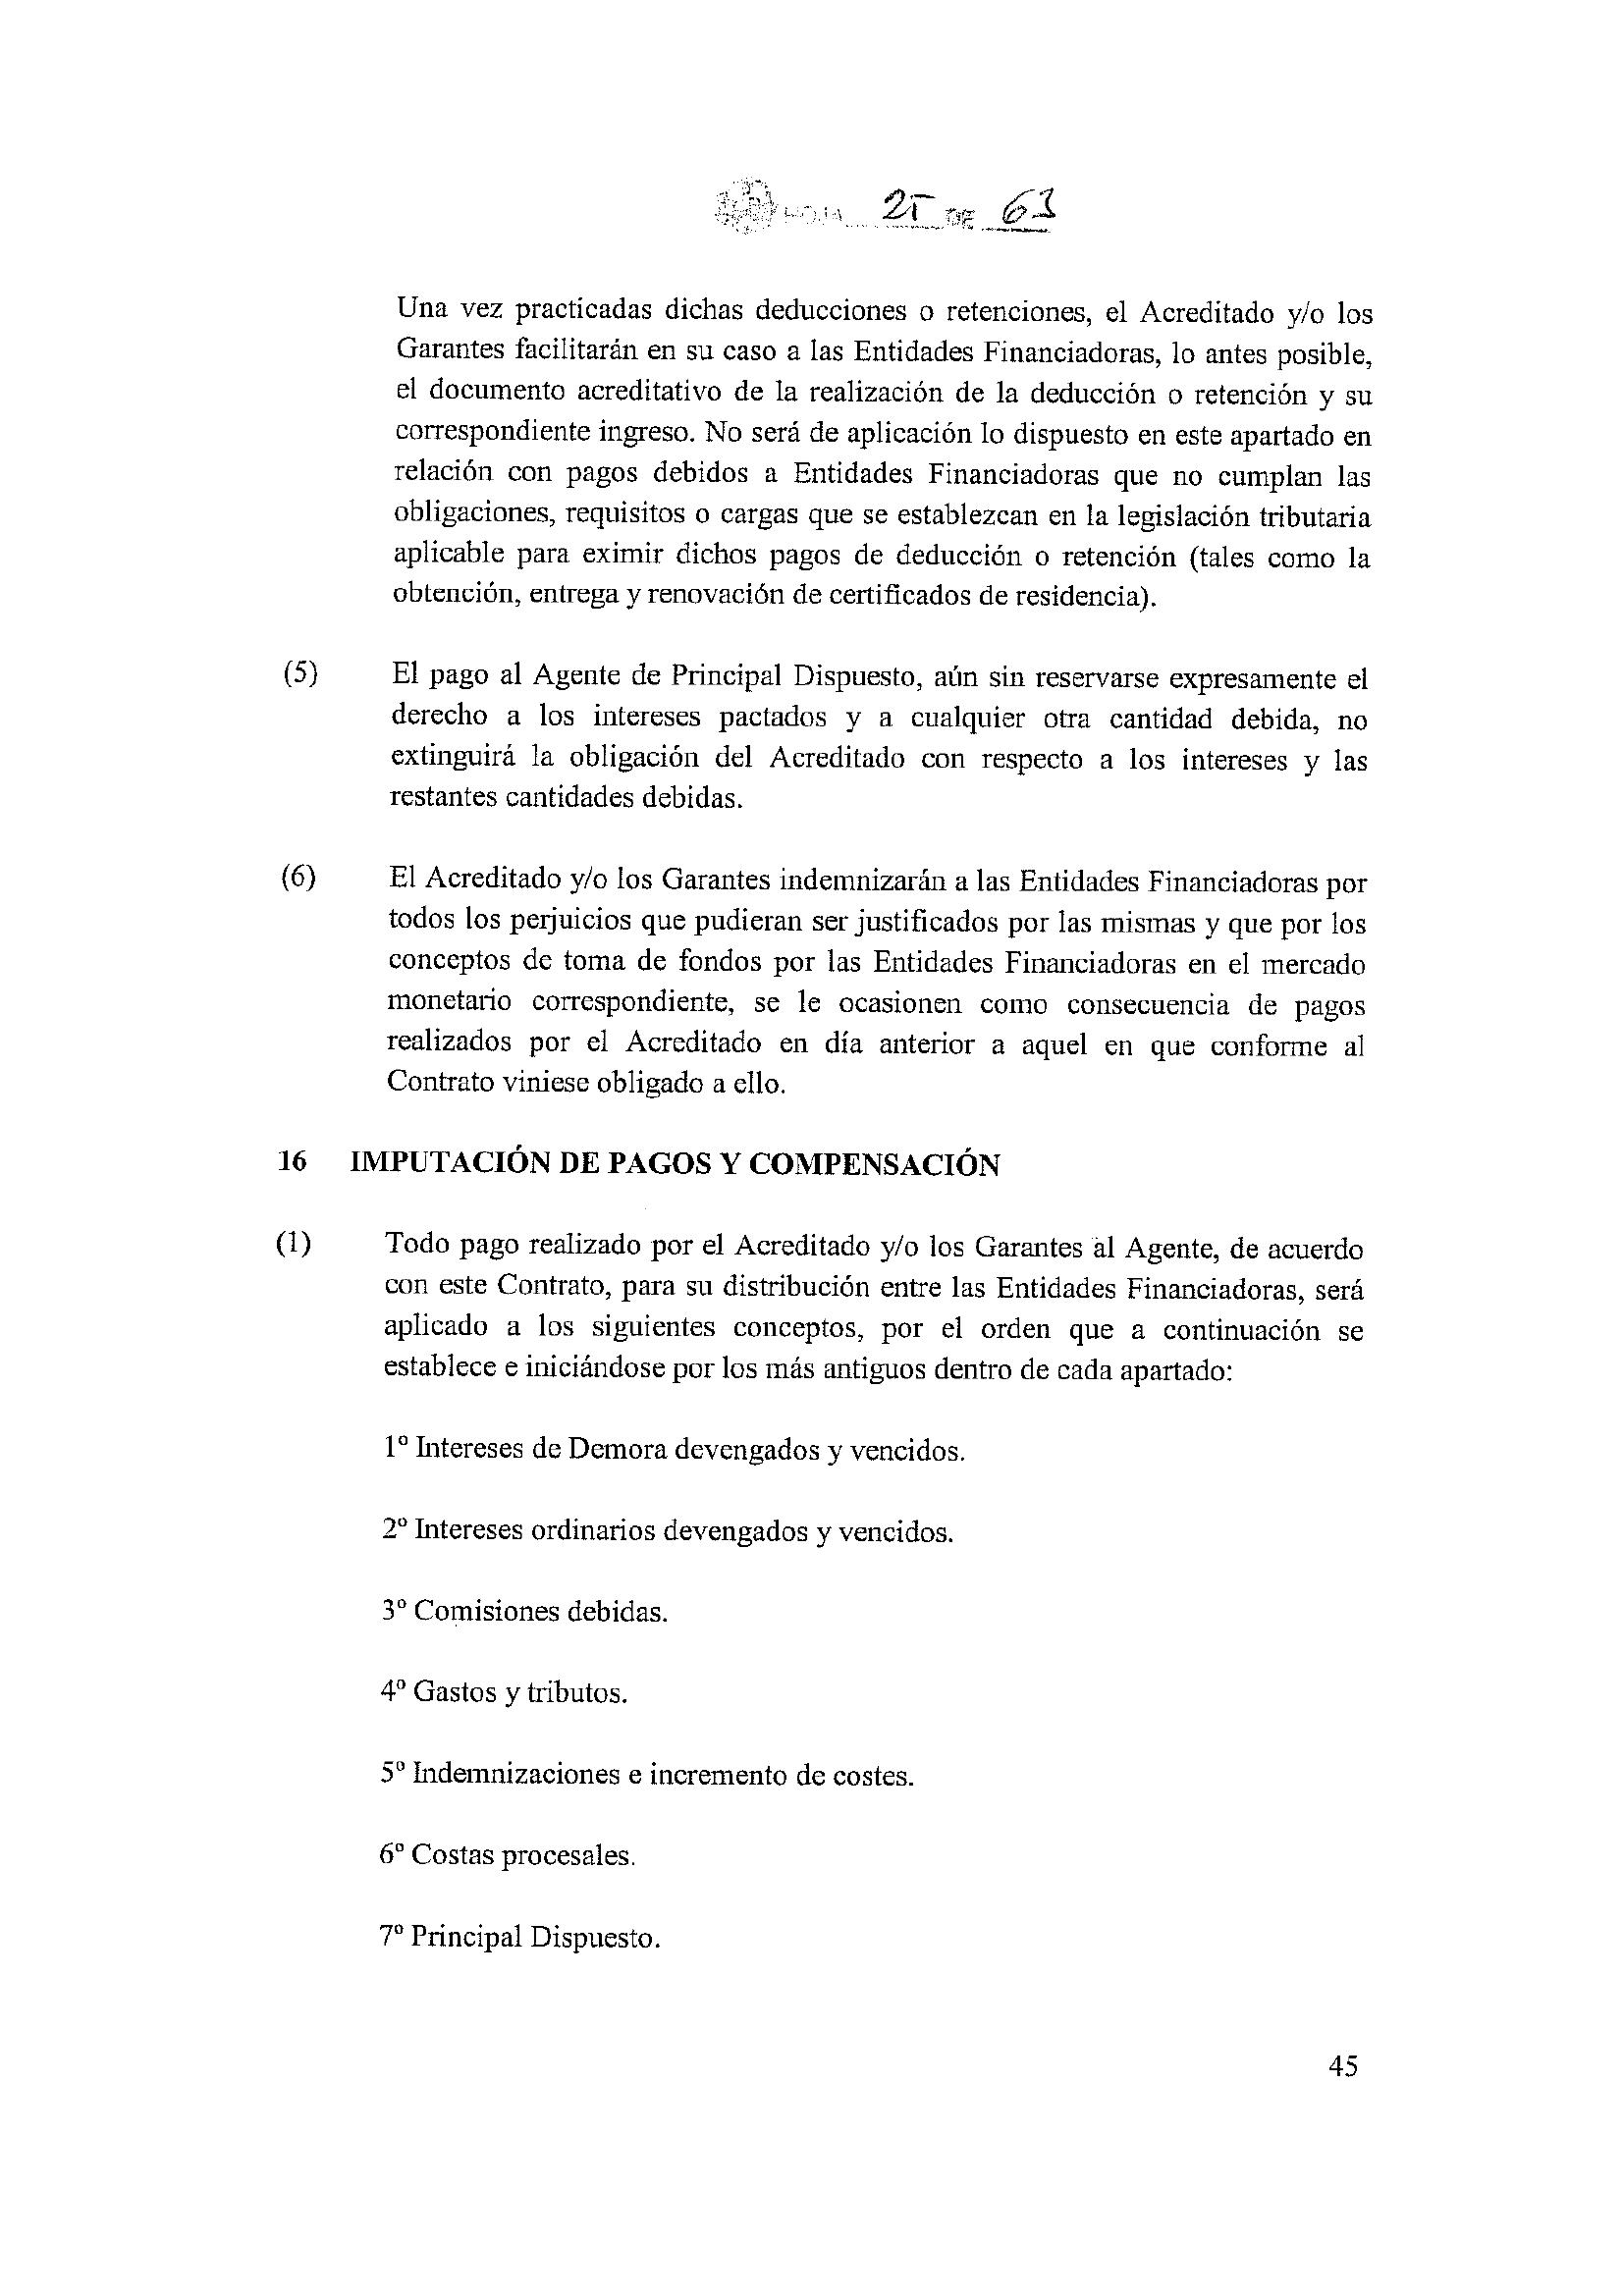 HOJA 25 DE 63
Una vez practicadas dichas deducciones o retenciones, el Acreditado y/o los
Garantes facilitarán en su caso a las Entidades Financiadoras, lo antes posible,
el documento acreditativo de la realización de la deducción o retención y su
correspondiente ingreso. No será de aplicación lo dispuesto en este apartado en
relación con pagos debidos a Entidades Financiadoras que no cumplan las
obligaciones, requisitos o cargas que se establezcan en la legislación tributaria
aplicable para eximir dichos pagos de deducción o retención (tales como la
obtención, entrega y renovación de certificados de residencia).
(5) El pago al Agente de Principal Dispuesto, aún sin reservarse expresamente el
derecho a los intereses pactados y a cualquier otra cantidad debida, no
extinguirá la obligación del Acreditado con respecto a los intereses y las
restantes cantidades debidas.
(6) El Acreditado y/o los Garantes indemnizarán a las Entidades Financiadoras por
todos los perjuicios que pudieran ser justificados por las mismas y que por los
conceptos de toma de fondos por las Entidades Financiadoras en el mercado
monetario correspondiente, se le ocasionen como consecuencia de pagos
realizados por el Acreditado en día anterior a aquel en que conforme al
Contrato viniese obligado a ello.
16 IMPUTACIÓN DE PAGOS Y COMPENSACIÓN
(1) Todo pago realizado por el Acreditado y/o los Garantes al Agente, de acuerdo
con este Contrato, para su distribución entre las Entidades Financiadoras, será
aplicado a los siguientes conceptos, por el orden que a continuación se
establece e iniciándose por los más antiguos dentro de cada apartado:
1º Intereses de Demora devengados y vencidos.
2º Intereses ordinarios devengados y vencidos.
3º Comisiones debidas.
4º Gastos y tributos.
5º Indemnizaciones e incremento de costes.
6º Costas procesales.
7º Principal Dispuesto.
45